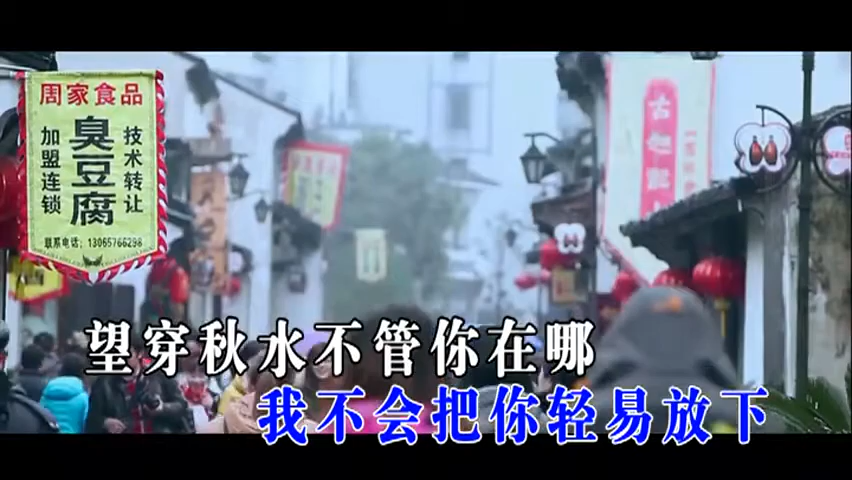 周家食品
臭豆腐
加盟连锁
技术转让
联系电话：13065766298
望穿秋水不管你在哪
我不会把你轻易放下